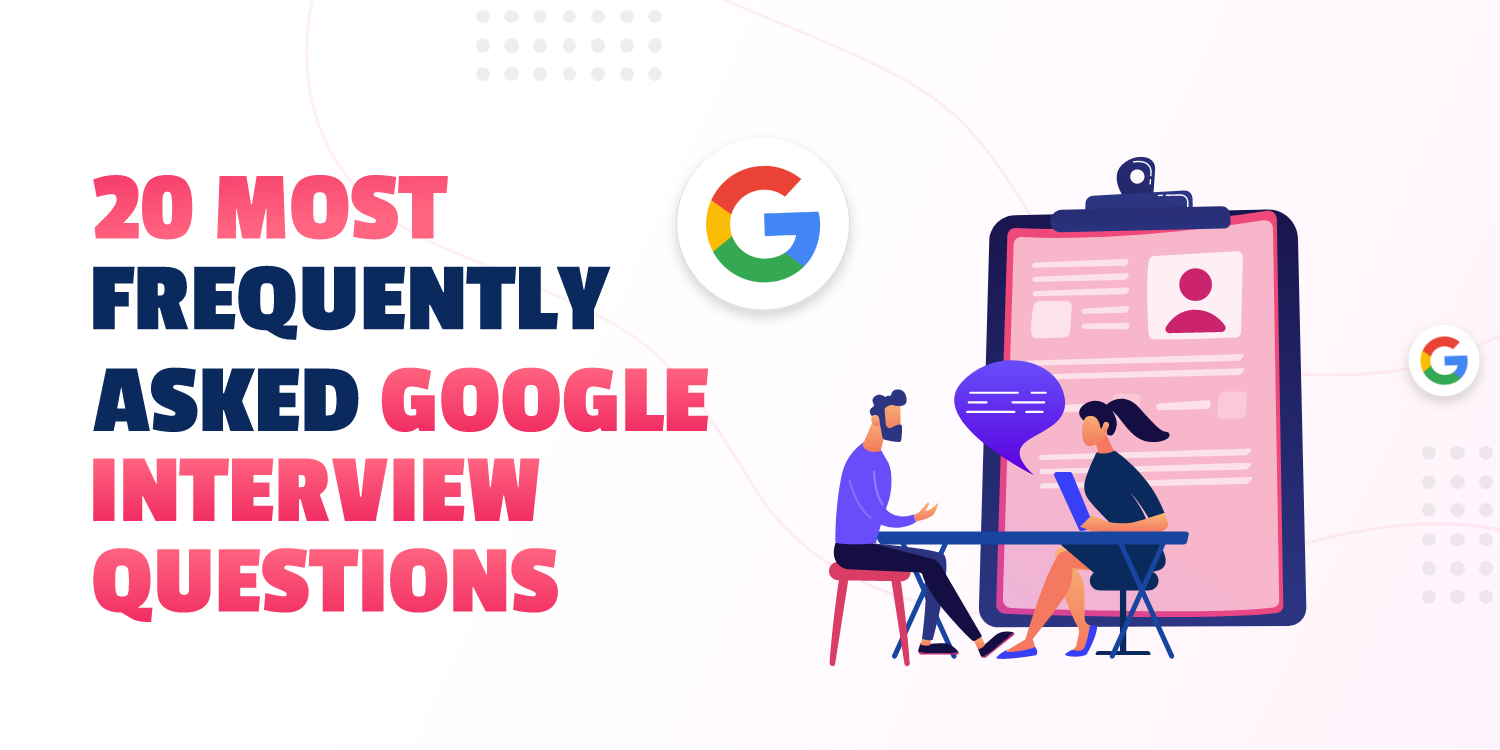 20 MOST
FREQUENTLY
ASKED GOOGLE
INTERVIEW
QUESTIONS